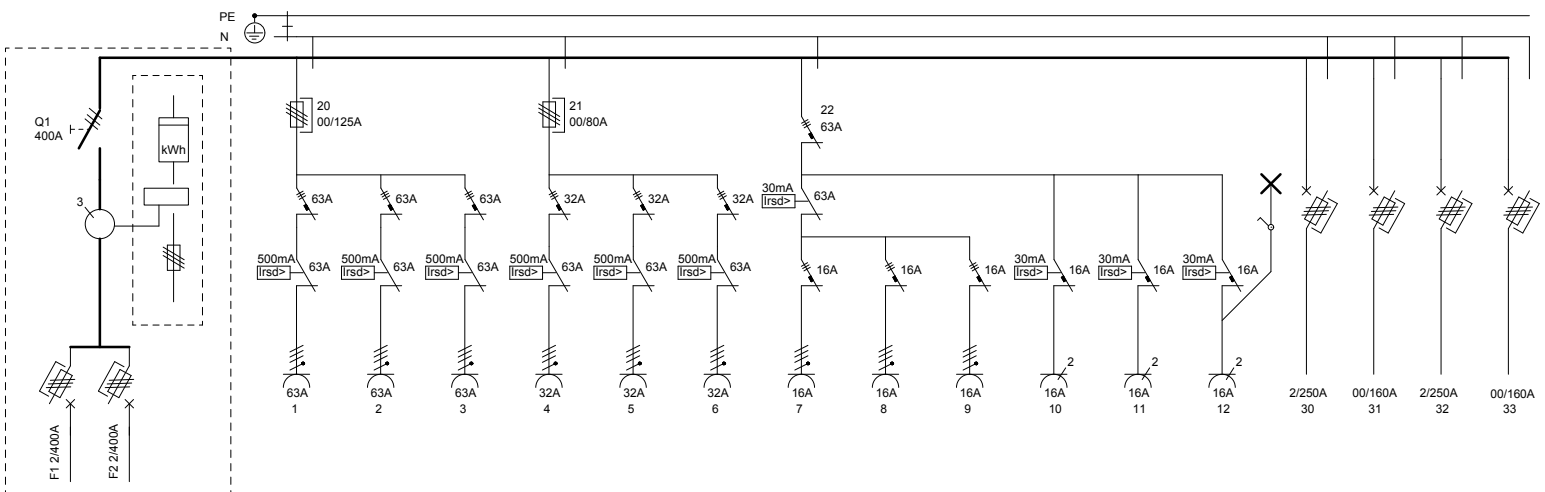 PE
N
Q1
400A
kWh
3
F1 2/400A
F2 2/400A
20
00/125A
21
00/80A
22
63A
63A
63A
63A
32A
32A
32A
30mA
Irsd>
63A
500mA
Irsd>
63A
500mA
Irsd>
63A
500mA
Irsd>
63A
500mA
Irsd>
63A
500mA
Irsd>
63A
500mA
Irsd>
63A
16A
16A
16A
30mA
Irsd>
16A
30mA
Irsd>
16A
30mA
Irsd>
16A
2
2
2
63A
1
63A
2
63A
3
32A
4
32A
5
32A
6
16A
7
16A
8
16A
9
16A
10
16A
11
16A
12
2/250A
30
00/160A
31
2/250A
32
00/160A
33